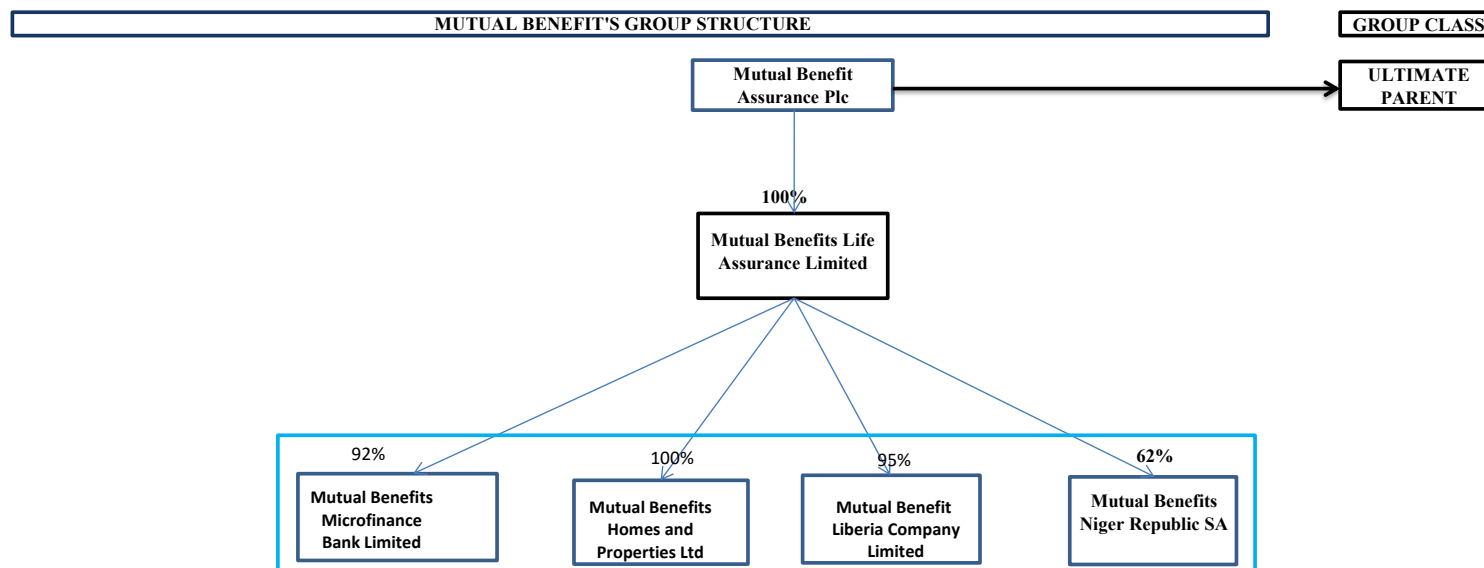 MUTUAL BENEFIT'S GROUP STRUCTURE
GROUP CLASS
Mutual Benefit
Assurance Plc
ULTIMATE
PARENT
100%
Mutual Benefits Life
Assurance Limited
92%
100%
95%
62%
Mutual Benefits
Microfinance
Bank Limited
Mutual Benefits
Homes and
Properties Ltd
Mutual Benefit
Liberia Company
Limited
Mutual Benefits
Niger Republic SA